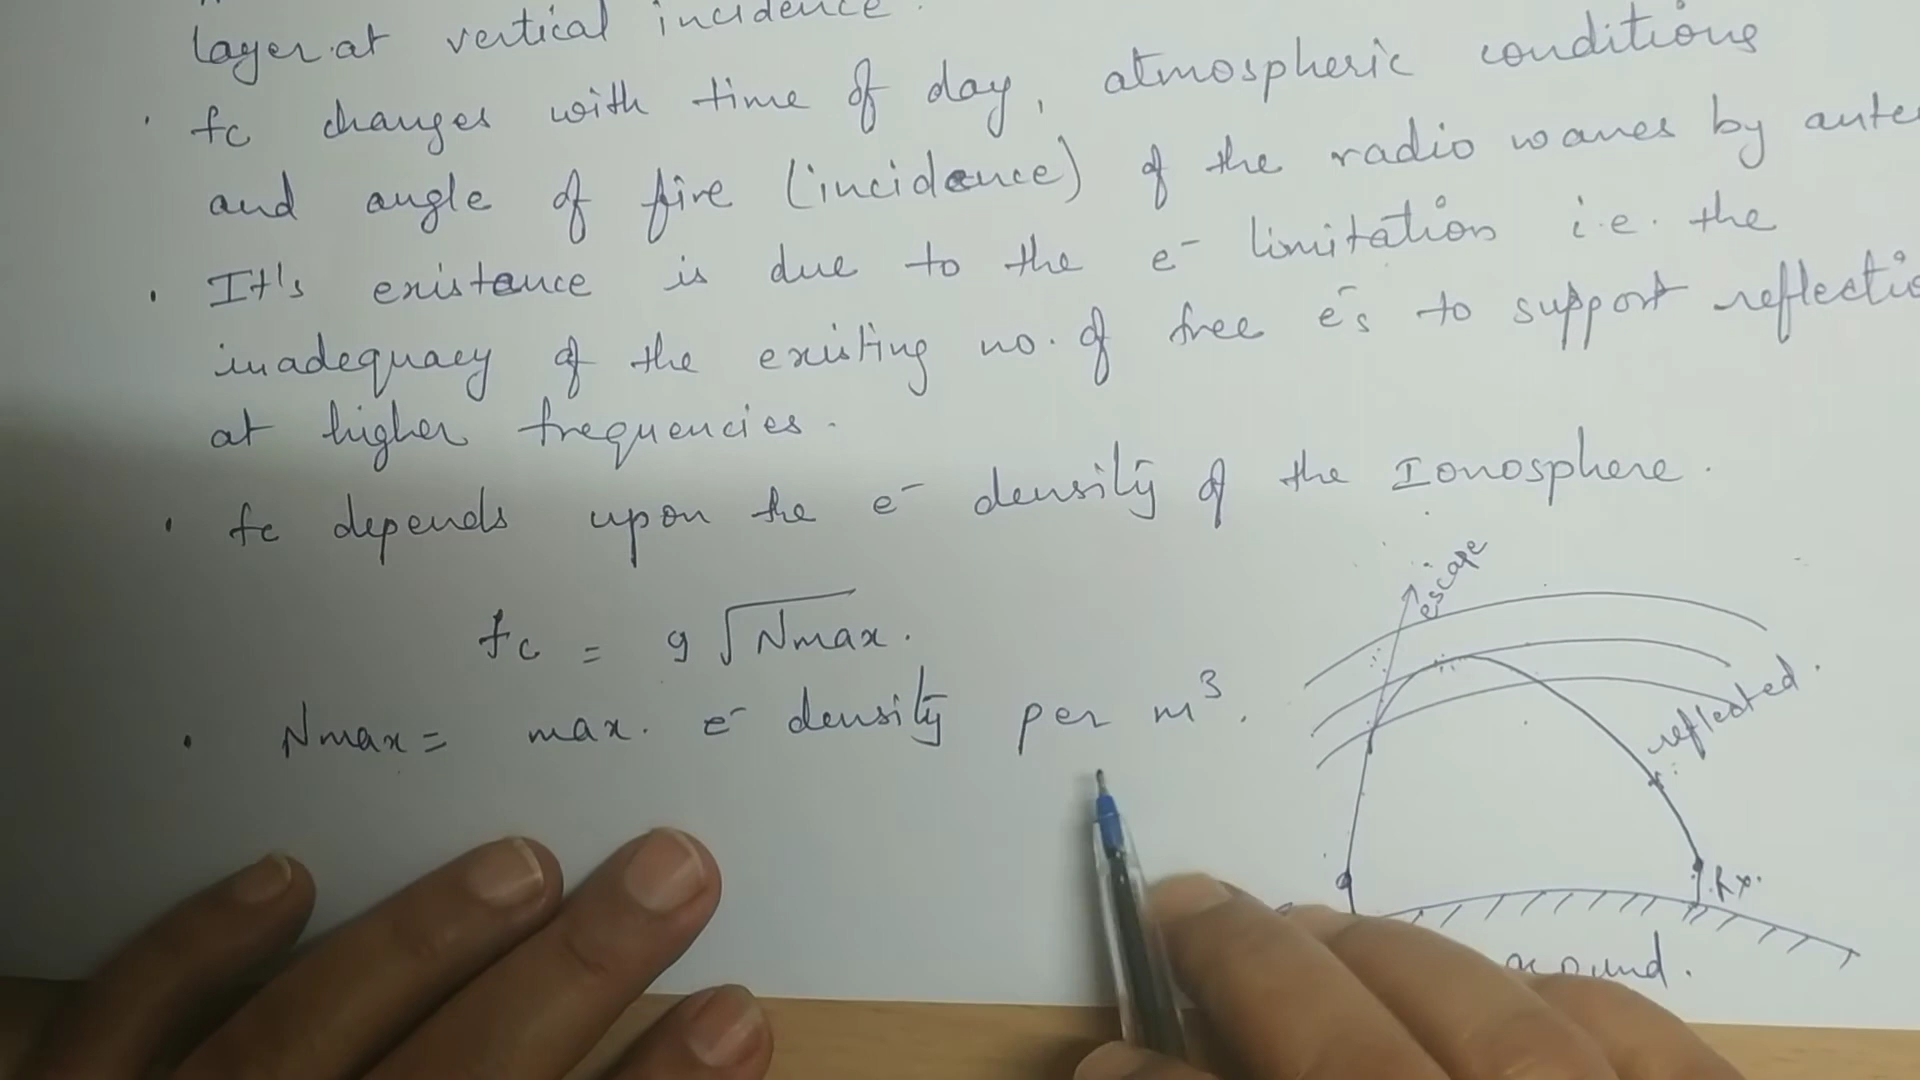 layer at vertical incidence.
· fc changes with time of day, atmospheric conditions
and angle of fire (incidence) of the radio waves by ante
· It's existence is due to the e⁻ limitation i.e. the
inadequacy of the existing no. of free e⁻s to support reflectio
at higher frequencies.
· fc depends upon the e⁻ density of the Ionosphere.
escape
fc = 9 √Nmax.
· Nmax = max. e⁻ density per m³.
reflected.
Rx.